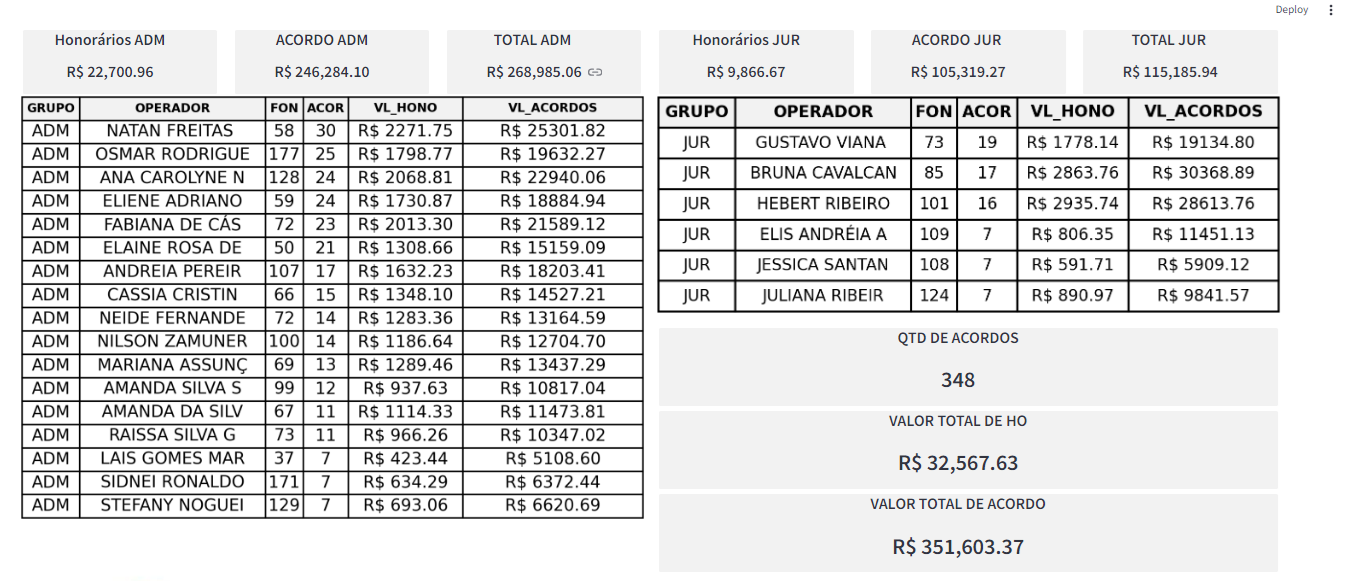 Deploy
Honorários ADM
R$ 22,700.96
ACORDO ADM
R$ 246,284.10
TOTAL ADM
R$ 268,985.06
Honorários JUR
R$ 9,866.67
ACORDO JUR
R$ 105,319.27
TOTAL JUR
R$ 115,185.94
GRUPO OPERADOR FON ACOR VL_HONO VL_ACORDOS
ADM NATAN FREITAS 58 30 R$ 2271.75 R$ 25301.82
ADM OSMAR RODRIGUE 177 25 R$ 1798.77 R$ 19632.27
ADM ANA CAROLYNE N 128 24 R$ 2068.81 R$ 22940.06
ADM ELIENE ADRIANO 59 24 R$ 1730.87 R$ 18884.94
ADM FABIANA DE CÁS 72 23 R$ 2013.30 R$ 21589.12
ADM ELAINE ROSA DE 50 21 R$ 1308.66 R$ 15159.09
ADM ANDREIA PEREIR 107 17 R$ 1632.23 R$ 18203.41
ADM CASSIA CRISTIN 66 15 R$ 1348.10 R$ 14527.21
ADM NEIDE FERNANDE 72 14 R$ 1283.36 R$ 13164.59
ADM NILSON ZAMUNER 100 14 R$ 1186.64 R$ 12704.70
ADM MARIANA ASSUNÇ 69 13 R$ 1289.46 R$ 13437.29
ADM AMANDA SILVA S 99 12 R$ 937.63 R$ 10817.04
ADM AMANDA DA SILV 67 11 R$ 1114.33 R$ 11473.81
ADM RAISSA SILVA G 73 11 R$ 966.26 R$ 10347.02
ADM LAIS GOMES MAR 37 7 R$ 423.44 R$ 5108.60
ADM SIDNEI RONALDO 171 7 R$ 634.29 R$ 6372.44
ADM STEFANY NOGUEI 129 7 R$ 693.06 R$ 6620.69
GRUPO OPERADOR FON ACOR VL_HONO VL_ACORDOS
JUR GUSTAVO VIANA 73 19 R$ 1778.14 R$ 19134.80
JUR BRUNA CAVALCAN 85 17 R$ 2863.76 R$ 30368.89
JUR HEBERT RIBEIRO 101 16 R$ 2935.74 R$ 28613.76
JUR ELIS ANDRÉIA A 109 7 R$ 806.35 R$ 11451.13
JUR JESSICA SANTAN 108 7 R$ 591.71 R$ 5909.12
JUR JULIANA RIBEIR 124 7 R$ 890.97 R$ 9841.57
QTD DE ACORDOS
348
VALOR TOTAL DE HO
R$ 32,567.63
VALOR TOTAL DE ACORDO
R$ 351,603.37